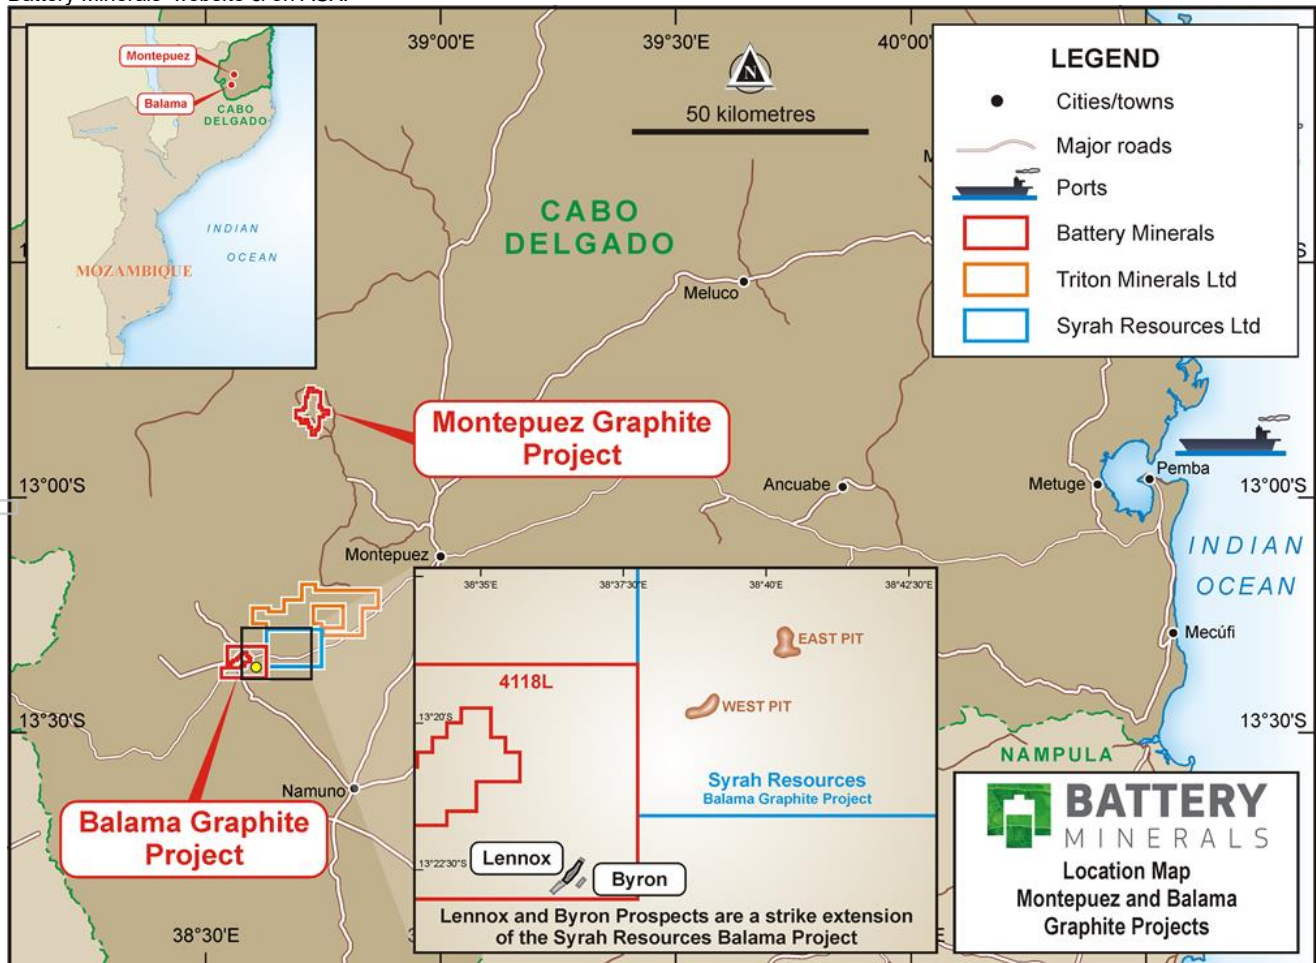 39°00'E
39°30'E
40°00'
N
50 kilometres
Montepuez
Balama
CABO
DELGADO
INDIAN
OCEAN
MOZAMBIQUE
LEGEND
Cities/towns
Major roads
Ports
Battery Minerals
Triton Minerals Ltd
Syrah Resources Ltd
CABO
DELGADO
Meluco
Montepuez Graphite
Project
Ancuabe
Metuge
Pemba
13°00'S
13°00'S
Montepuez
INDIAN
OCEAN
Mecúfi
38°35'E
38°37'30"E
38°40'E
38°42'30"E
EAST PIT
4118L
WEST PIT
13°20'S
Syrah Resources
Balama Graphite Project
13°22'30"S
Lennox
Byron
Lennox and Byron Prospects are a strike extension
of the Syrah Resources Balama Project
13°30'S
13°30'S
NAMPULA
Namuno
Balama Graphite
Project
38°30'E
BATTERY
MINERALS
Location Map
Montepuez and Balama
Graphite Projects